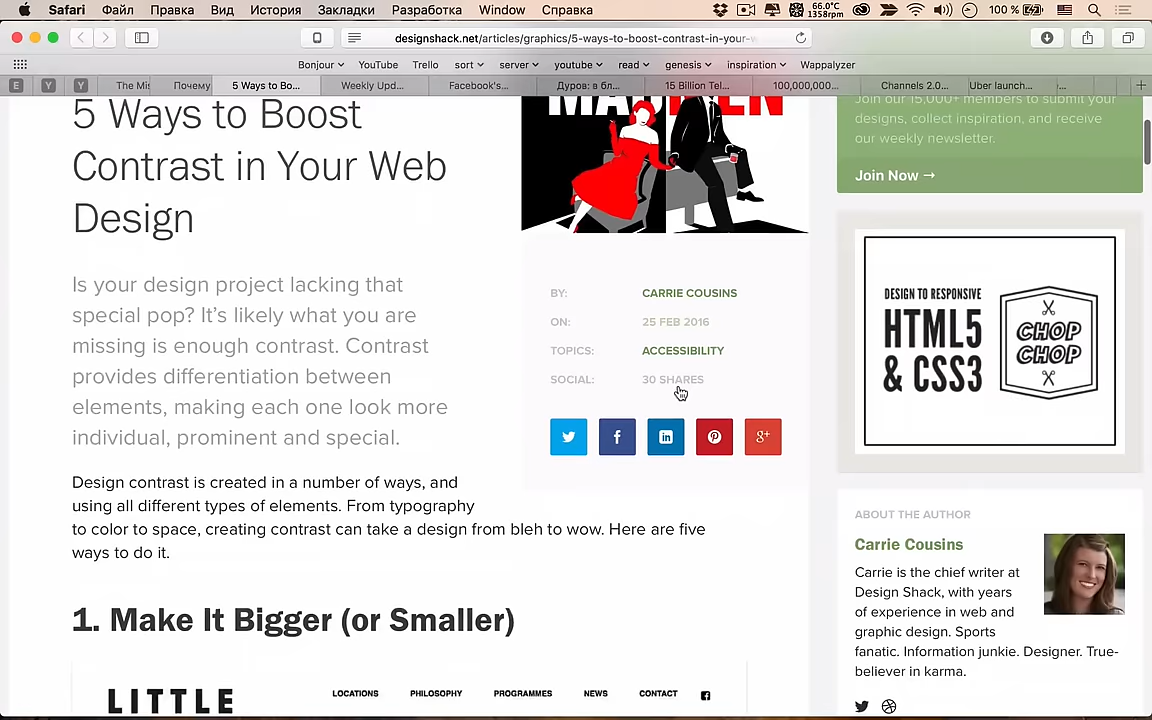 Safari Файл Правка Вид История Закладки Разработка Window Справка 66.0°C 1358rpm 100 %
designshack.net/articles/graphics/5-ways-to-boost-contrast-in-your-w
Bonjour YouTube Trello sort server youtube read genesis inspiration Wappalyzer
E Y Y The Mis Почему 5 Ways to Bo... Weekly Upd... Facebook's... Дуров: в бл... 15 Billion Tel... 100,000,000... Channels 2.0... Uber launch...
5 Ways to Boost
Contrast in Your Web
Design
Is your design project lacking that
special pop? It's likely what you are
missing is enough contrast. Contrast
provides differentiation between
elements, making each one look more
individual, prominent and special.
Design contrast is created in a number of ways, and
using all different types of elements. From typography
to color to space, creating contrast can take a design from bleh to wow. Here are five
ways to do it.
1. Make It Bigger (or Smaller)
LITTLE
LOCATIONS PHILOSOPHY PROGRAMMES NEWS CONTACT
BY: CARRIE COUSINS
ON: 25 FEB 2016
TOPICS: ACCESSIBILITY
SOCIAL: 30 SHARES
Join our 15,000+ members to submit your
designs, collect inspiration, and receive
our weekly newsletter.
Join Now →
DESIGN TO RESPONSIVE
HTML5
& CSS3
CHOP
CHOP
ABOUT THE AUTHOR
Carrie Cousins
Carrie is the chief writer at
Design Shack, with years
of experience in web and
graphic design. Sports
fanatic. Information junkie. Designer. True-
believer in karma.